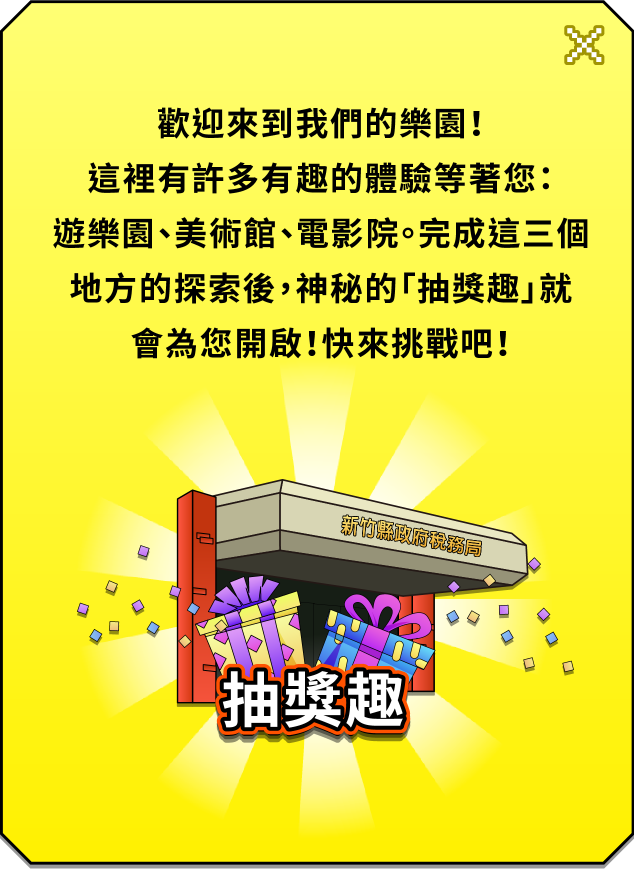 歡迎來到我們的樂園！
這裡有許多有趣的體驗等著您：
遊樂園、美術館、電影院。完成這三個
地方的探索後，神秘的「抽獎趣」就
會為您開啟！快來挑戰吧！
新竹縣政府稅務局
抽獎趣